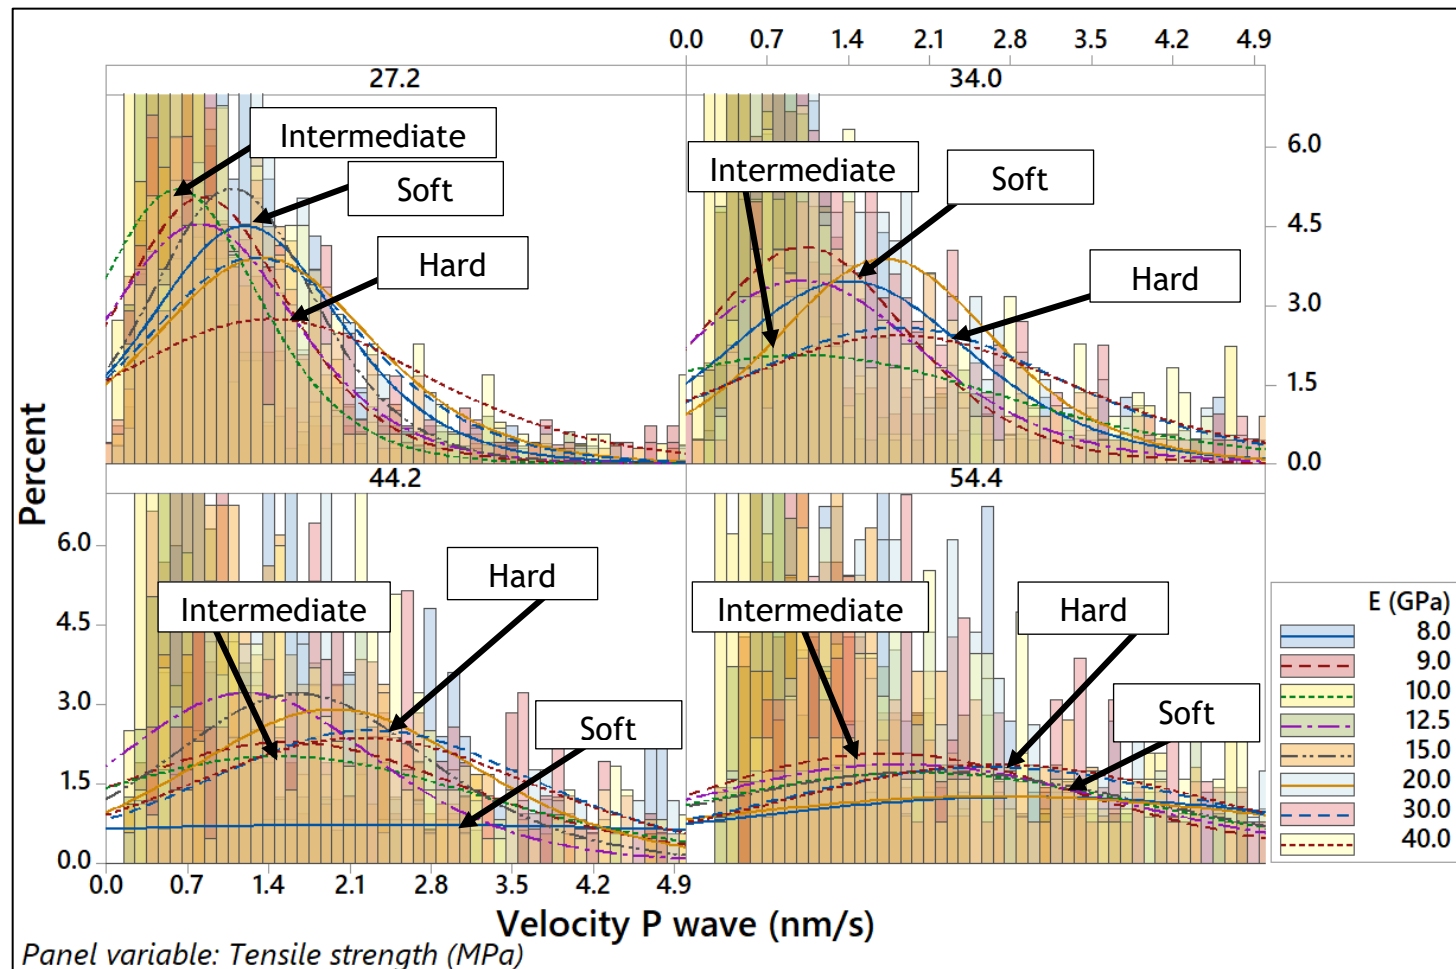 0.0 0.7 1.4 2.1 2.8 3.5 4.2 4.9
27.2 34.0
Intermediate
Soft
Hard
Intermediate
Soft
Hard
6.0
4.5
3.0
1.5
0.0
44.2 54.4
Percent
6.0
4.5
3.0
1.5
0.0
Intermediate
Hard
Soft
Intermediate
Hard
Soft
0.0 0.7 1.4 2.1 2.8 3.5 4.2 4.9
Velocity P wave (nm/s)
Panel variable: Tensile strength (MPa)
E (GPa)
8.0
9.0
10.0
12.5
15.0
20.0
30.0
40.0